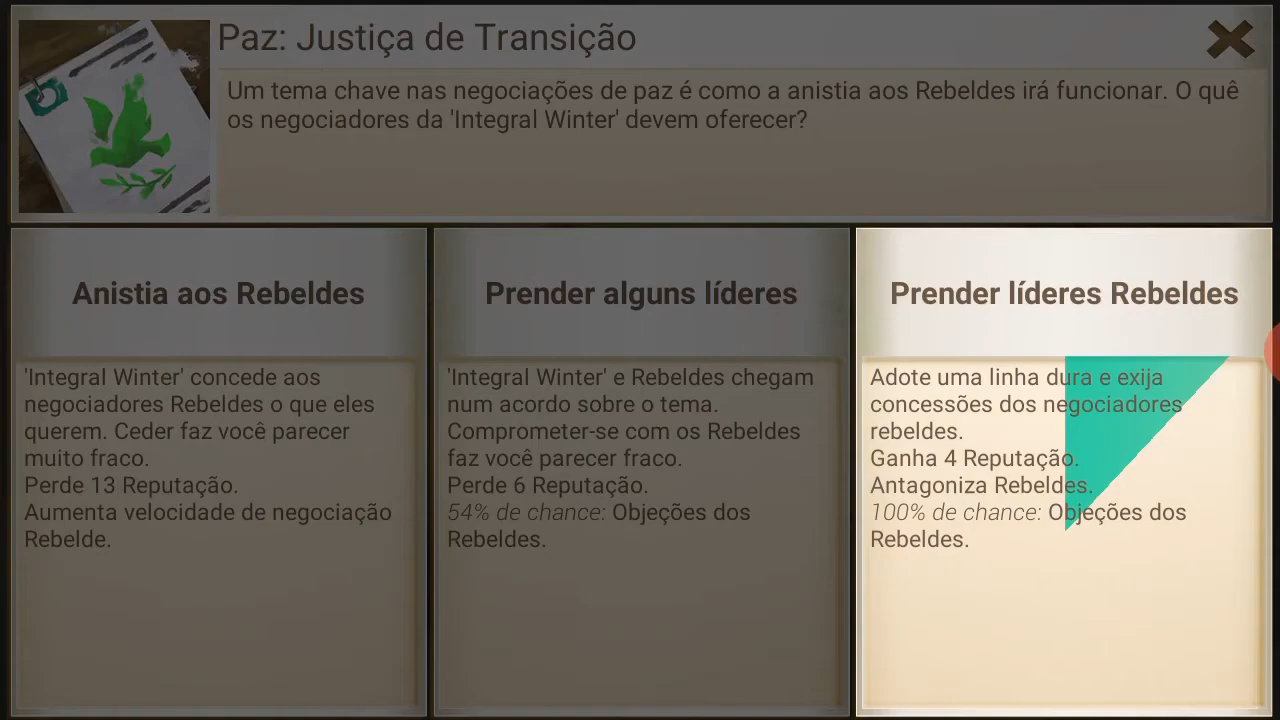 Paz: Justiça de Transição
Um tema chave nas negociações de paz é como a anistia aos Rebeldes irá funcionar. O quê
os negociadores da 'Integral Winter' devem oferecer?
Anistia aos Rebeldes
'Integral Winter' concede aos
negociadores Rebeldes o que eles
querem. Ceder faz você parecer
muito fraco.
Perde 13 Reputação.
Aumenta velocidade de negociação
Rebelde.
Prender alguns líderes
'Integral Winter' e Rebeldes chegam
num acordo sobre o tema.
Comprometer-se com os Rebeldes
faz você parecer fraco.
Perde 6 Reputação.
54% de chance: Objeções dos
Rebeldes.
Prender líderes Rebeldes
Adote uma linha dura e exija
concessões dos negociadores
rebeldes.
Ganha 4 Reputação.
Antagoniza Rebeldes.
100% de chance: Objeções dos
Rebeldes.